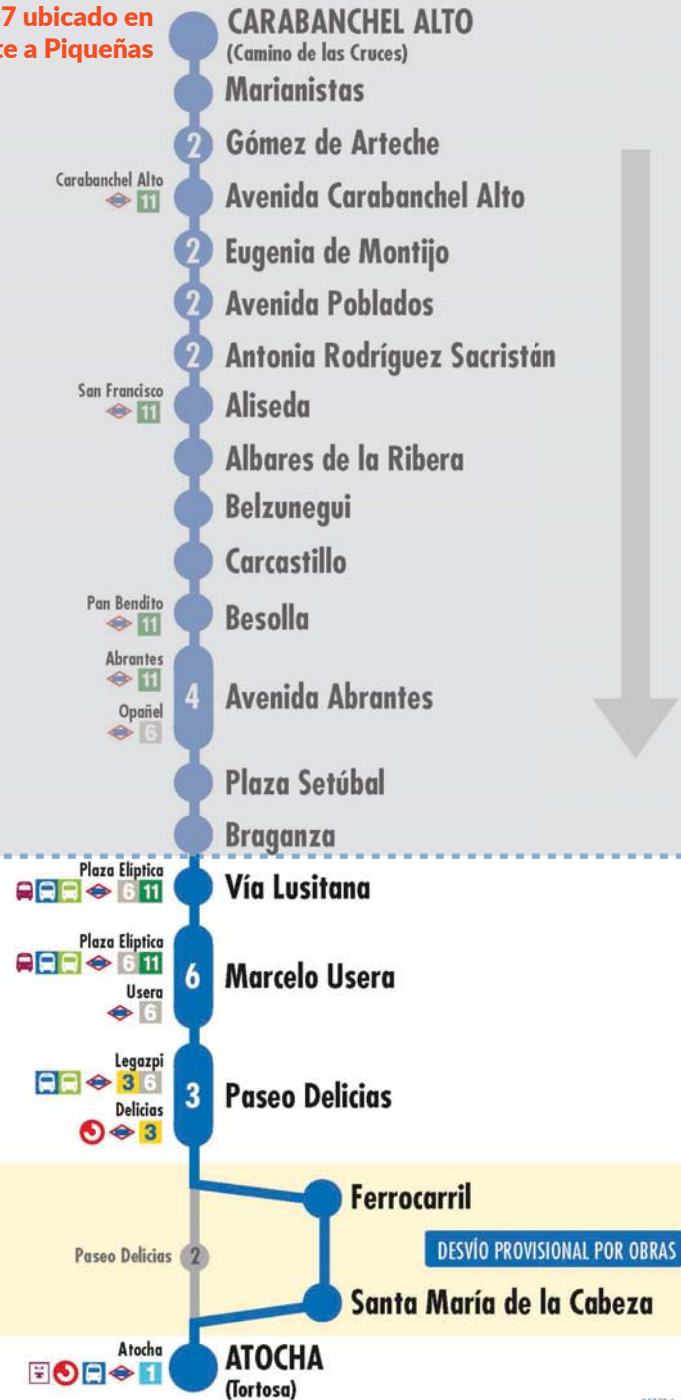 7 ubicado en
te a Piqueñas
CARABANCHEL ALTO
(Camino de las Cruces)
Marianistas
2 Gómez de Arteche
Carabanchel Alto
11
Avenida Carabanchel Alto
2 Eugenia de Montijo
2 Avenida Poblados
2 Antonia Rodríguez Sacristán
San Francisco
11
Aliseda
Albares de la Ribera
Belzunegui
Carcastillo
Pan Bendito
11
Besolla
Abrantes
11
Opañel
6
4 Avenida Abrantes
Plaza Setúbal
Braganza
Plaza Elíptica
6 11
Vía Lusitana
Plaza Elíptica
6 11
Usera
6
6 Marcelo Usera
Legazpi
3 6
Delicias
3
3 Paseo Delicias
Ferrocarril
Paseo Delicias 2
DESVÍO PROVISIONAL POR OBRAS
Santa María de la Cabeza
Atocha
1
ATOCHA
(Tortosa)